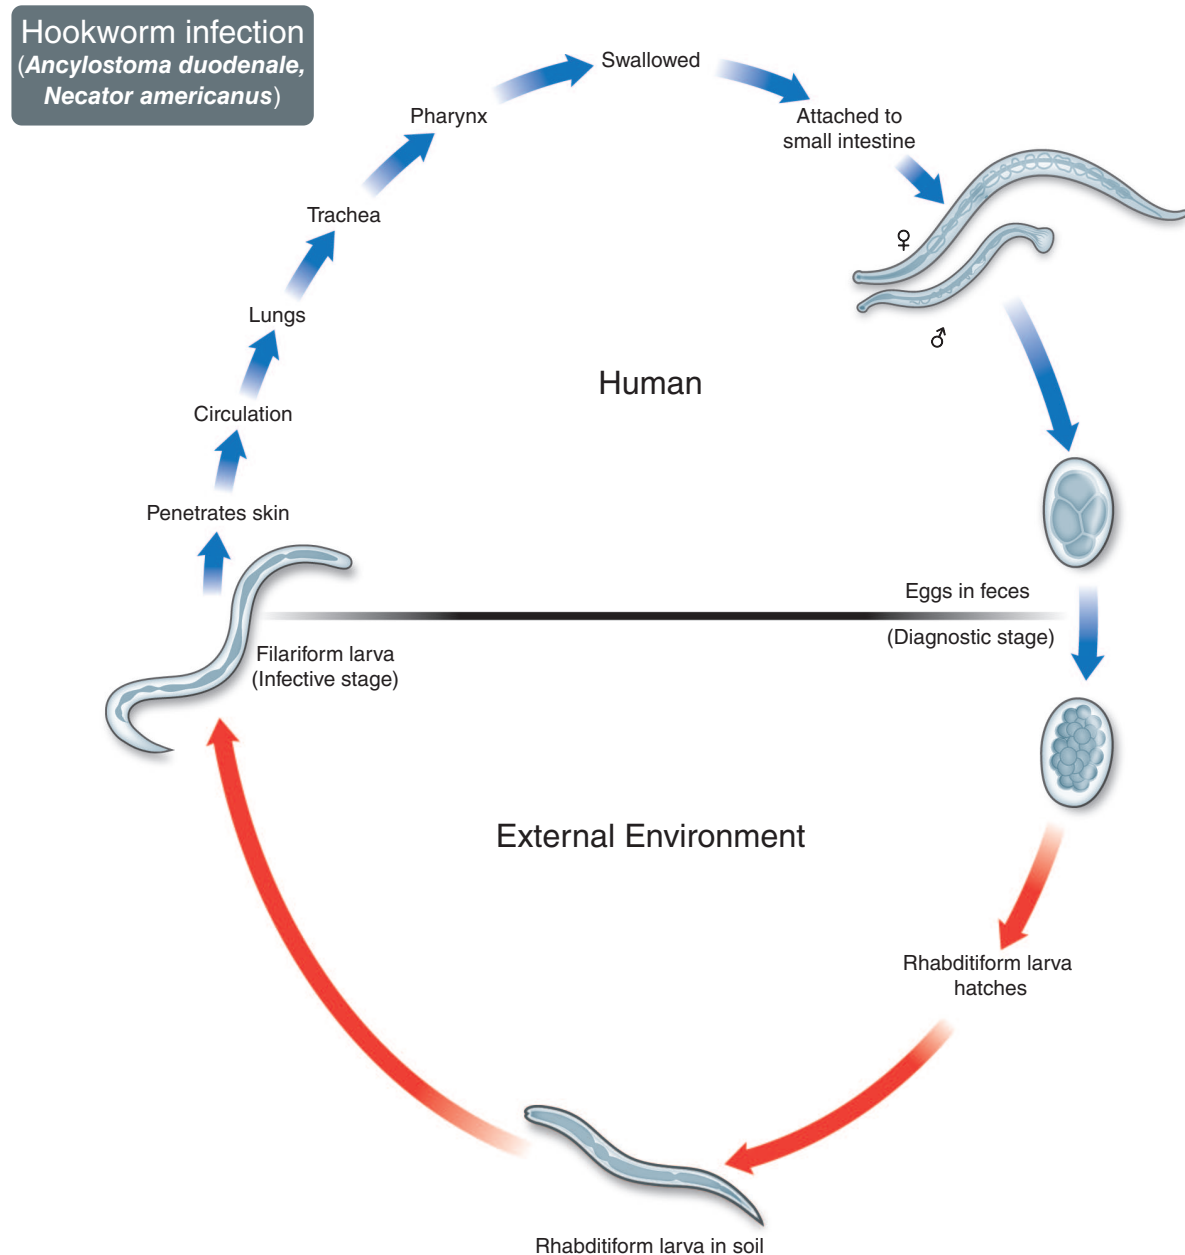 Hookworm infection
(Ancylostoma duodenale,
Necator americanus)
Swallowed
Pharynx
Attached to
small intestine
Trachea
♀
Lungs
♂
Human
Circulation
Penetrates skin
Eggs in feces
(Diagnostic stage)
Filariform larva
(Infective stage)
External Environment
Rhabditiform larva
hatches
Rhabditiform larva in soil